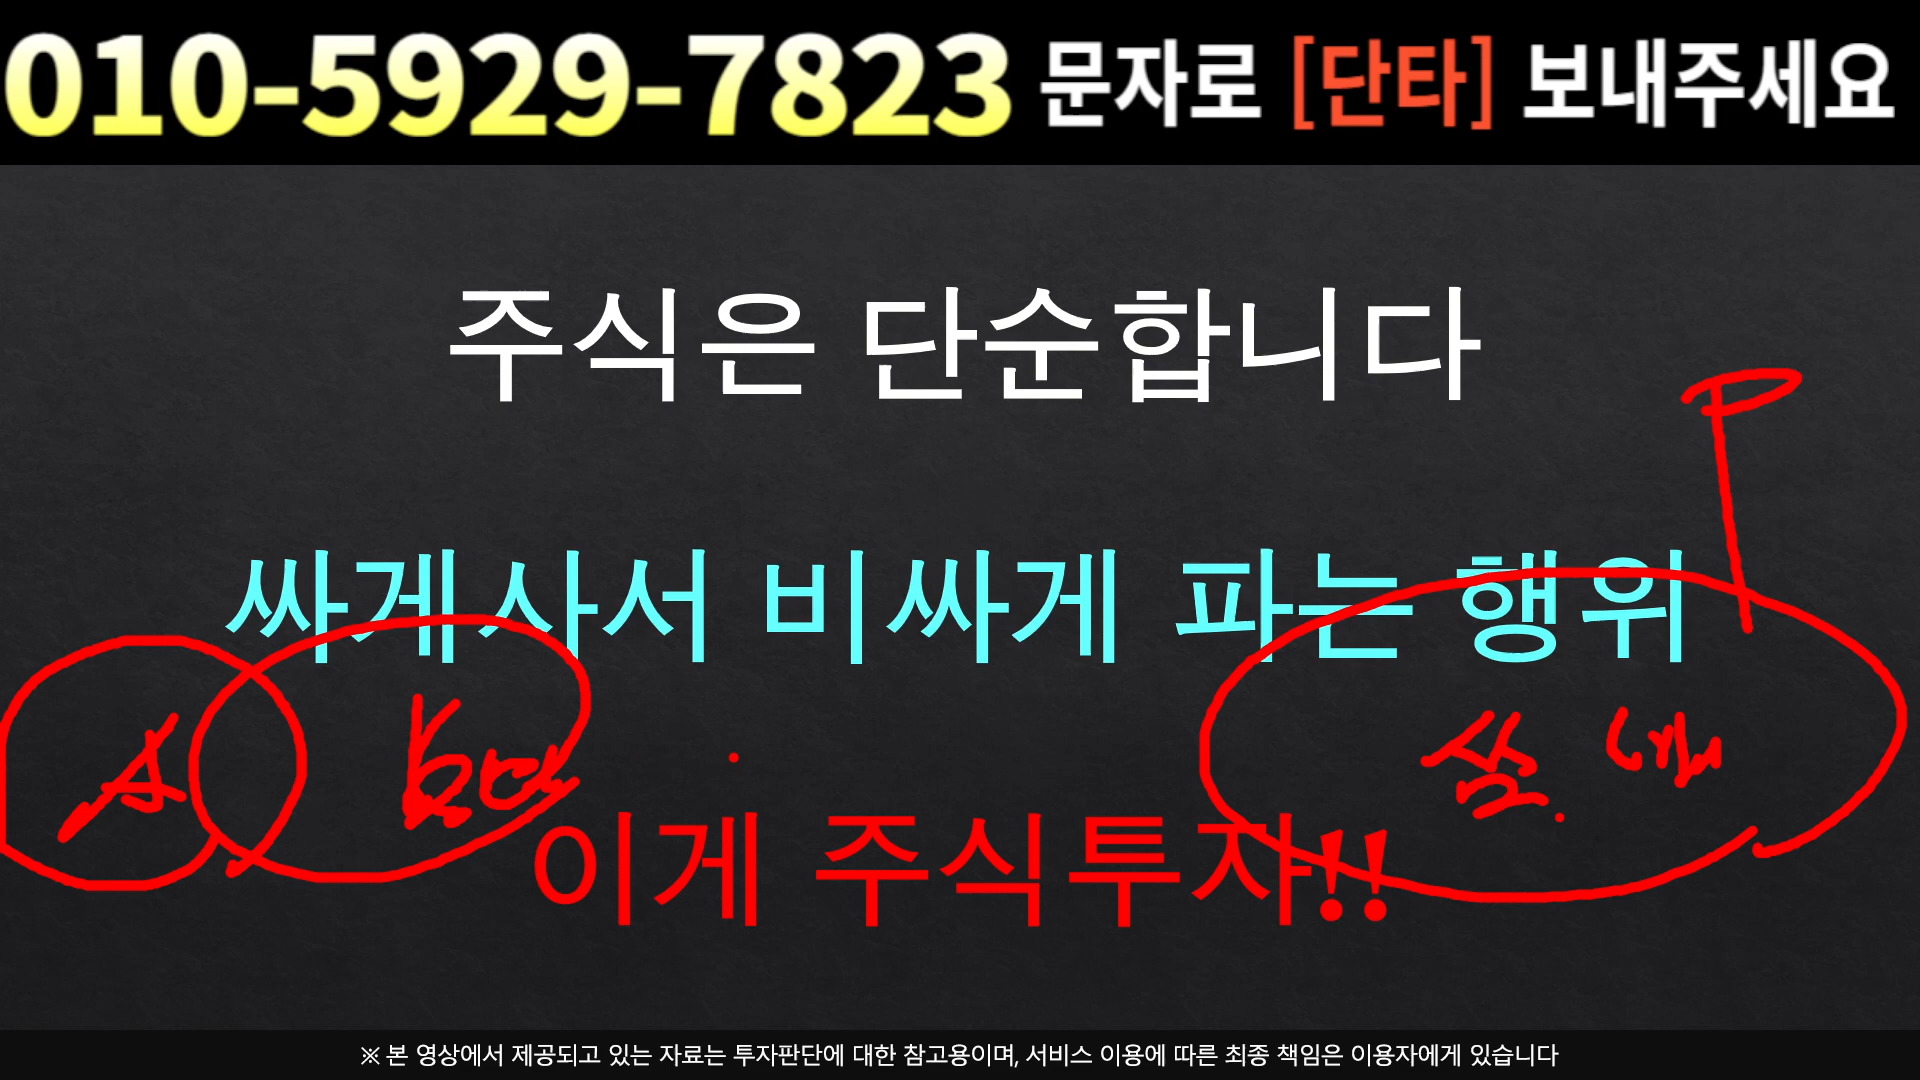 010-5929-7823 문자로 [단타] 보내주세요
주식은 단순합니다
싸게사서 비싸게 파는 행위
이게 주식투자!!
※ 본 영상에서 제공되고 있는 자료는 투자판단에 대한 참고용이며, 서비스 이용에 따른 최종 책임은 이용자에게 있습니다